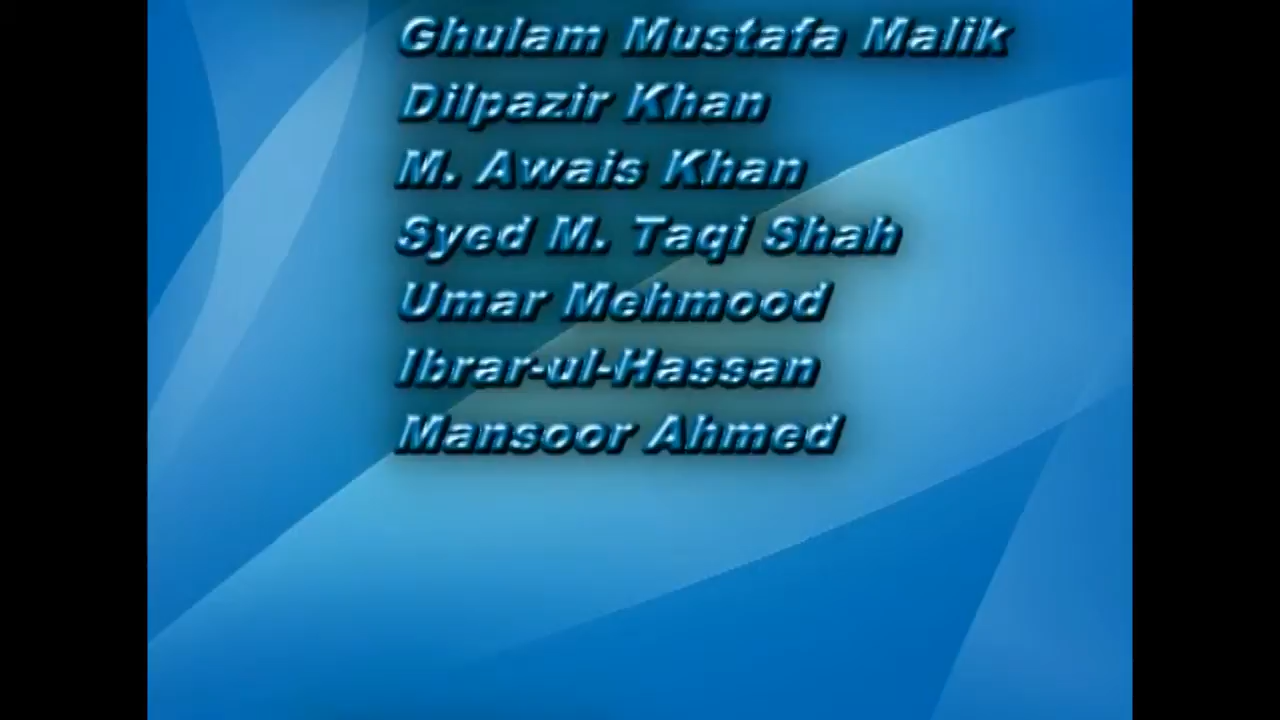 Ghulam Mustafa Malik
Dilpazir Khan
M. Awais Khan
Syed M. Taqi Shah
Umar Mehmood
Ibrar-ul-Hassan
Mansoor Ahmed